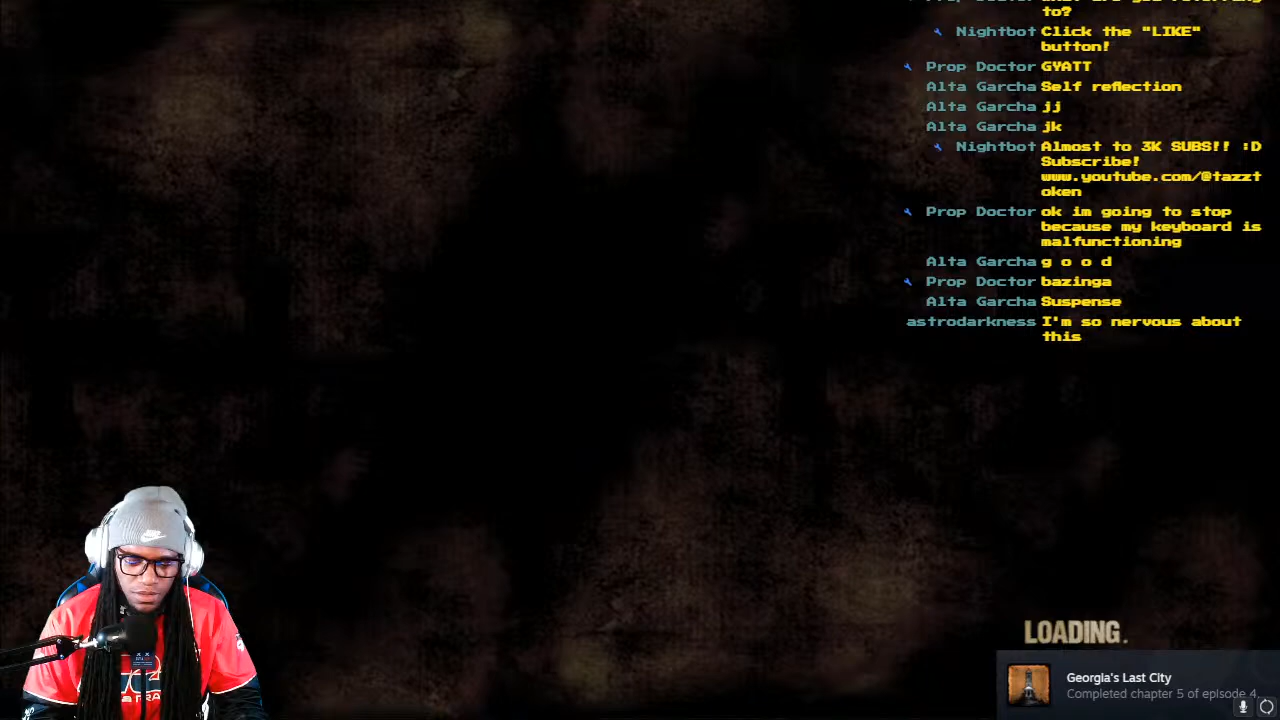 to?
Nightbot Click the "LIKE"
button!
Prop Doctor GYATT
Alta Garcha Self reflection
Alta Garcha jj
Alta Garcha jk
Nightbot Almost to 3K SUBS!! :D
Subscribe!
www.youtube.com/@tazzt
oken
Prop Doctor ok im going to stop
because my keyboard is
malfunctioning
Alta Garcha g o o d
Prop Doctor bazinga
Alta Garcha Suspense
astrodarkness I'm so nervous about
this
LOADING.
Georgia's Last City
Completed chapter 5 of episode 4.